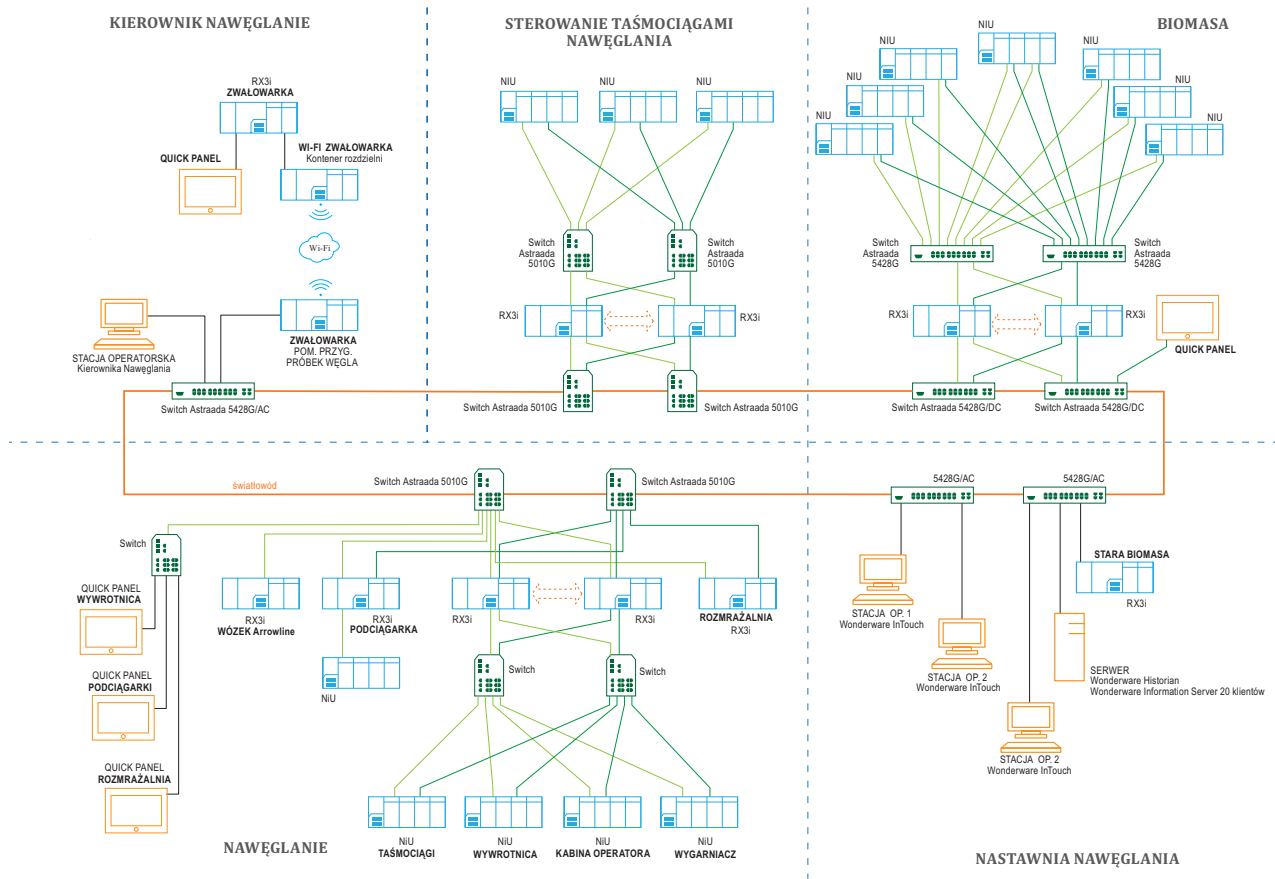 KIEROWNIK NAWĘGLANIE
RX3i
ZWAŁOWARKA
QUICK PANEL
WI-FI ZWAŁOWARKA
Kontener rozdzielni
Wi-Fi
STACJA OPERATORSKA
Kierownika Nawęglania
ZWAŁOWARKA
POM. PRZYG.
PRÓBEK WĘGLA
Switch Astraada 5428G/AC
STEROWANIE TAŚMOCIĄGAMI
NAWĘGLANIA
NIU
NIU
NIU
Switch
Astraada
5010G
Switch
Astraada
5010G
RX3i
RX3i
Switch Astraada 5010G
Switch Astraada 5010G
BIOMASA
NIU
NIU
NIU
NIU
NIU
NIU
NIU
Switch
Astraada
5428G
Switch
Astraada
5428G
RX3i
RX3i
QUICK PANEL
Switch Astraada 5428G/DC
Switch Astraada 5428G/DC
światłowód
Switch Astraada 5010G
Switch Astraada 5010G
Switch
QUICK PANEL
WYWROTNICA
QUICK PANEL
PODCIĄGARKI
QUICK PANEL
ROZMRAŻALNIA
RX3i
WÓZEK Arrowline
RX3i
PODCIĄGARKA
NiU
RX3i
RX3i
ROZMRAŻALNIA
RX3i
Switch
Switch
NiU
TAŚMOCIĄGI
NiU
WYWROTNICA
NiU
KABINA OPERATORA
NiU
WYGARNIACZ
NAWĘGLANIE
5428G/AC
5428G/AC
STACJA OP. 1
Wonderware InTouch
STACJA OP. 2
Wonderware InTouch
STACJA OP. 2
Wonderware InTouch
STARA BIOMASA
RX3i
SERWER
Wonderware Historian
Wonderware Information Server 20 klientów
NASTAWNIA NAWĘGLANIA